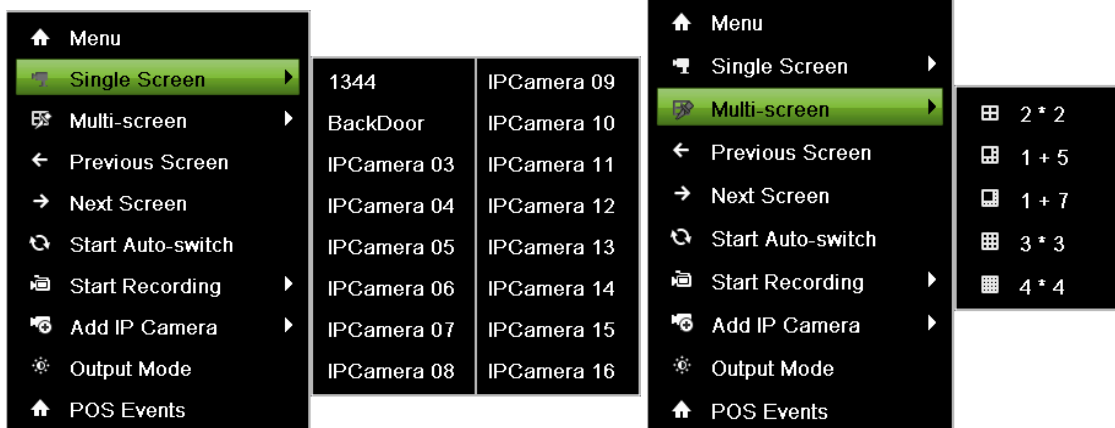 Menu
Single Screen
Multi-screen
Previous Screen
Next Screen
Start Auto-switch
Start Recording
Add IP Camera
Output Mode
POS Events
1344
BackDoor
IPCamera 03
IPCamera 04
IPCamera 05
IPCamera 06
IPCamera 07
IPCamera 08
IPCamera 09
IPCamera 10
IPCamera 11
IPCamera 12
IPCamera 13
IPCamera 14
IPCamera 15
IPCamera 16
Menu
Single Screen
Multi-screen
Previous Screen
Next Screen
Start Auto-switch
Start Recording
Add IP Camera
Output Mode
POS Events
2 * 2
1 + 5
1 + 7
3 * 3
4 * 4